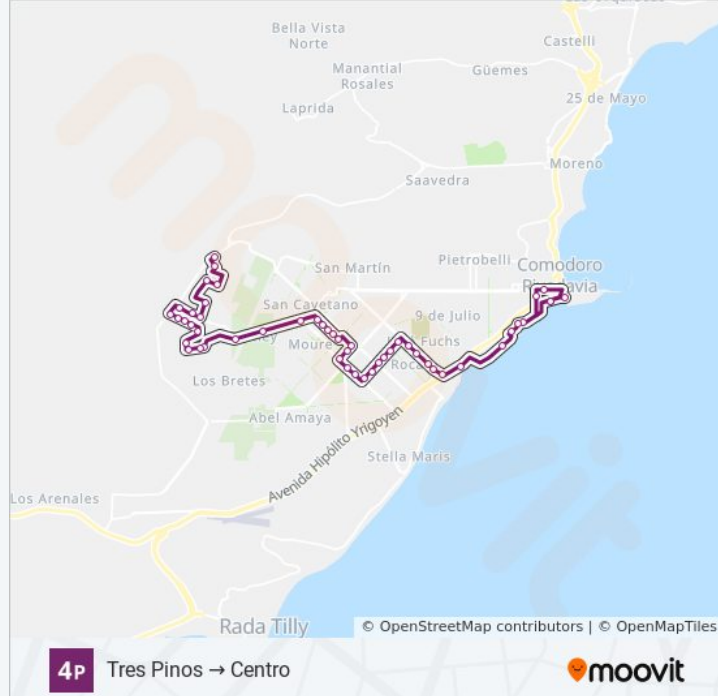 Bella Vista
Norte
Castelli
Manantial
Rosales
Güemes
Laprida
25 de Mayo
Moreno
Saavedra
Pietrobelli
San Martín
Comodoro
San Cayetano
9 de Julio
Fuchs
Roca
Los Bretes
Abel Amaya
Avenida Hipólito Yrigoyen
Stella Maris
Los Arenales
Rada Tilly
© OpenStreetMap contributors | © OpenMapTiles
4P Tres Pinos → Centro
moovit